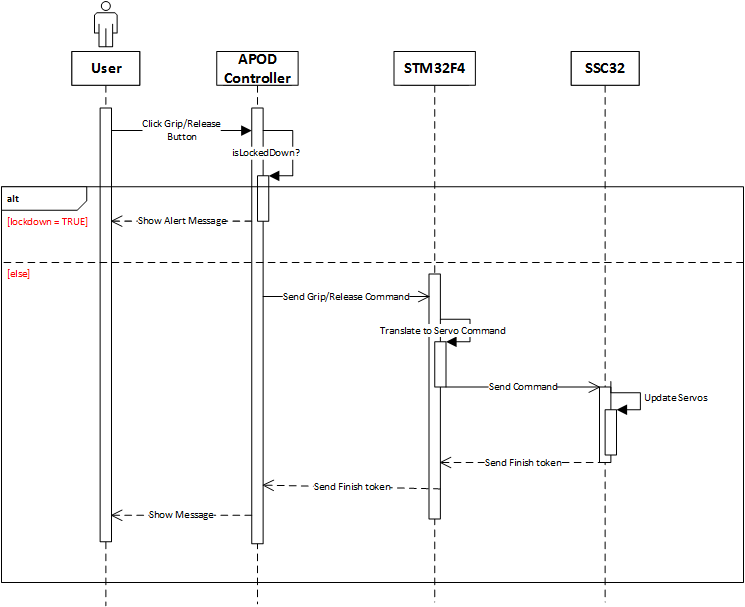 User
APOD
Controller
STM32F4
SSC32
Click Grip/Release
Button
isLockedDown?
alt
[lockdown = TRUE]
Show Alert Message
[else]
Send Grip/Release Command
Translate to Servo Command
Send Command
Update Servos
Send Finish token
Send Finish token
Show Message